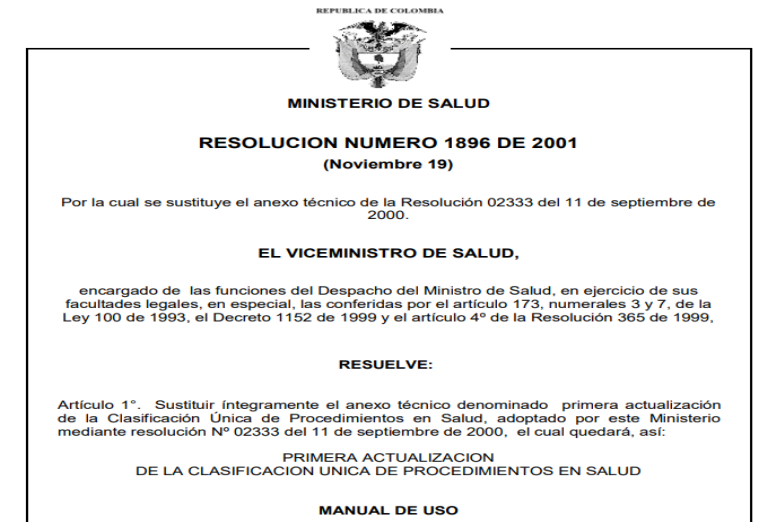 REPUBLICA DE COLOMBIA
MINISTERIO DE SALUD
RESOLUCION NUMERO 1896 DE 2001
(Noviembre 19)
Por la cual se sustituye el anexo técnico de la Resolución 02333 del 11 de septiembre de
2000.
EL VICEMINISTRO DE SALUD,
encargado de las funciones del Despacho del Ministro de Salud, en ejercicio de sus
facultades legales, en especial, las conferidas por el artículo 173, numerales 3 y 7, de la
Ley 100 de 1993, el Decreto 1152 de 1999 y el artículo 4º de la Resolución 365 de 1999,
RESUELVE:
Artículo 1°. Sustituir íntegramente el anexo técnico denominado primera actualización
de la Clasificación Única de Procedimientos en Salud, adoptado por este Ministerio
mediante resolución Nº 02333 del 11 de septiembre de 2000, el cual quedará, así:
PRIMERA ACTUALIZACION
DE LA CLASIFICACION UNICA DE PROCEDIMIENTOS EN SALUD
MANUAL DE USO